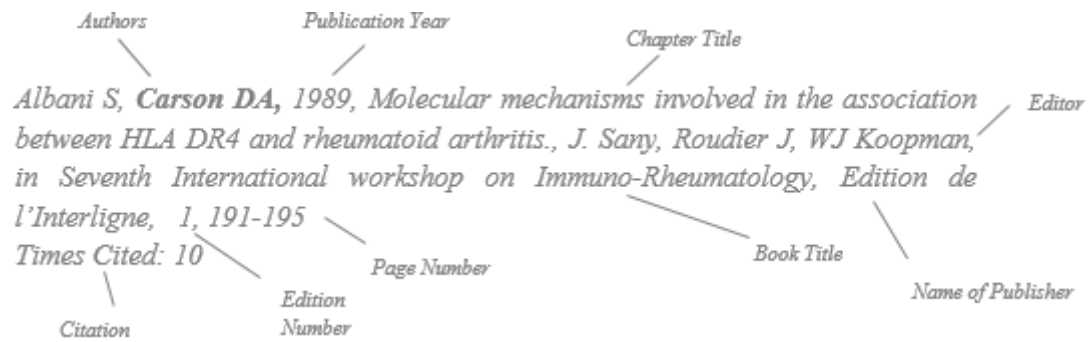 Authors
Publication Year
Chapter Title
Albani S, Carson DA, 1989, Molecular mechanisms involved in the association
Editor
between HLA DR4 and rheumatoid arthritis., J. Sany, Roudier J, WJ Koopman,
in Seventh International workshop on Immuno-Rheumatology, Edition de
l'Interligne, 1, 191-195
Times Cited: 10
Book Title
Page Number
Name of Publisher
Edition
Number
Citation